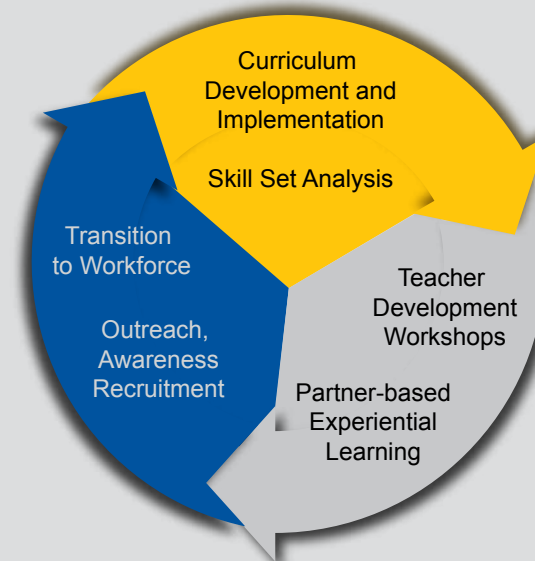 Curriculum
Development and
Implementation
Skill Set Analysis
Teacher
Development
Workshops
Partner-based
Experiential
Learning
Transition
to Workforce
Outreach,
Awareness
Recruitment